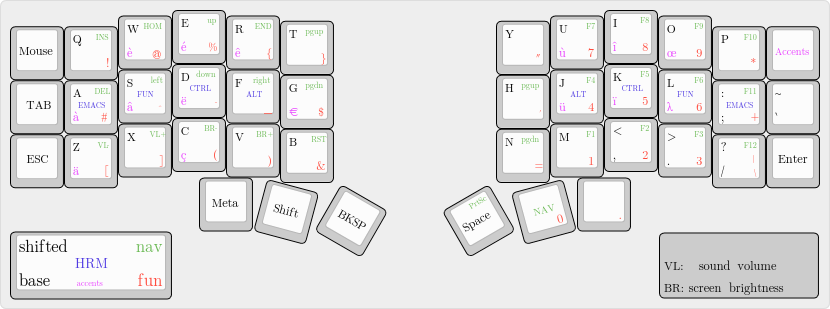 Mouse
Q INS
!
W HOM
è @
E up
é %
R END
ê {
T pgup
}
Y
„
U F7
ù 7
I F8
î 8
O F9
œ 9
P F10
*
Accents
TAB
A DEL
EMACS
à #
S left
FUN
â
D down
CTRL
ë
F right
ALT
_
G pgdn
€ $
H pgup
J F4
ALT
ü 4
K F5
CTRL
ï 5
L F6
FUN
λ 6
: F11
EMACS
; +
~
`
ESC
Z VL-
ä [
X VL+
]
C BR-
ç (
V BR+
)
B RST
&
N pgdn
=
M F1
1
< F2
, 2
> F3
. 3
? F12
|
/ \
Enter
Meta
Shift
BKSP
PrtSc
Space
NAV
0
.
shifted nav
HRM
base accents fun
VL: sound volume
BR: screen brightness